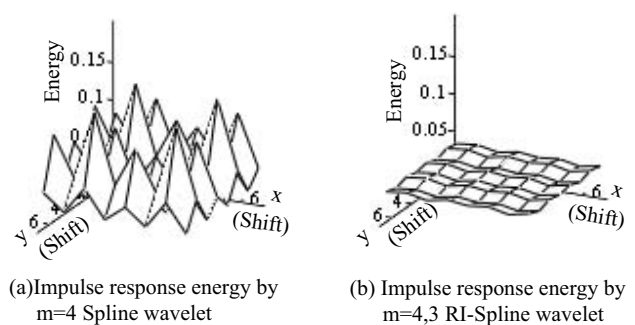 Energy
0.15
0.1
0
6
4
y
(Shift)
6
x
(Shift)
(a)Impulse response energy by
m=4 Spline wavelet
Energy
0.15
0.1
0.05
6
4
y
(Shift)
6
x
(Shift)
(b) Impulse response energy by
m=4,3 RI-Spline wavelet